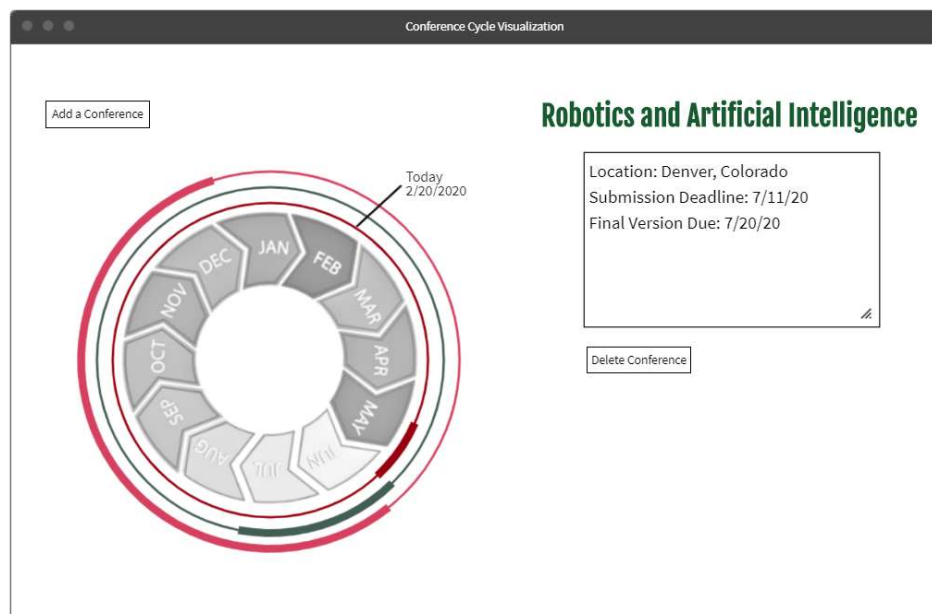 Conference Cycle Visualization
Add a Conference
Robotics and Artificial Intelligence
Today
2/20/2020
Location: Denver, Colorado
Submission Deadline: 7/11/20
Final Version Due: 7/20/20
Delete Conference
JAN
FEB
MAR
APR
MAY
JUN
JUL
AUG
SEP
OCT
NOV
DEC